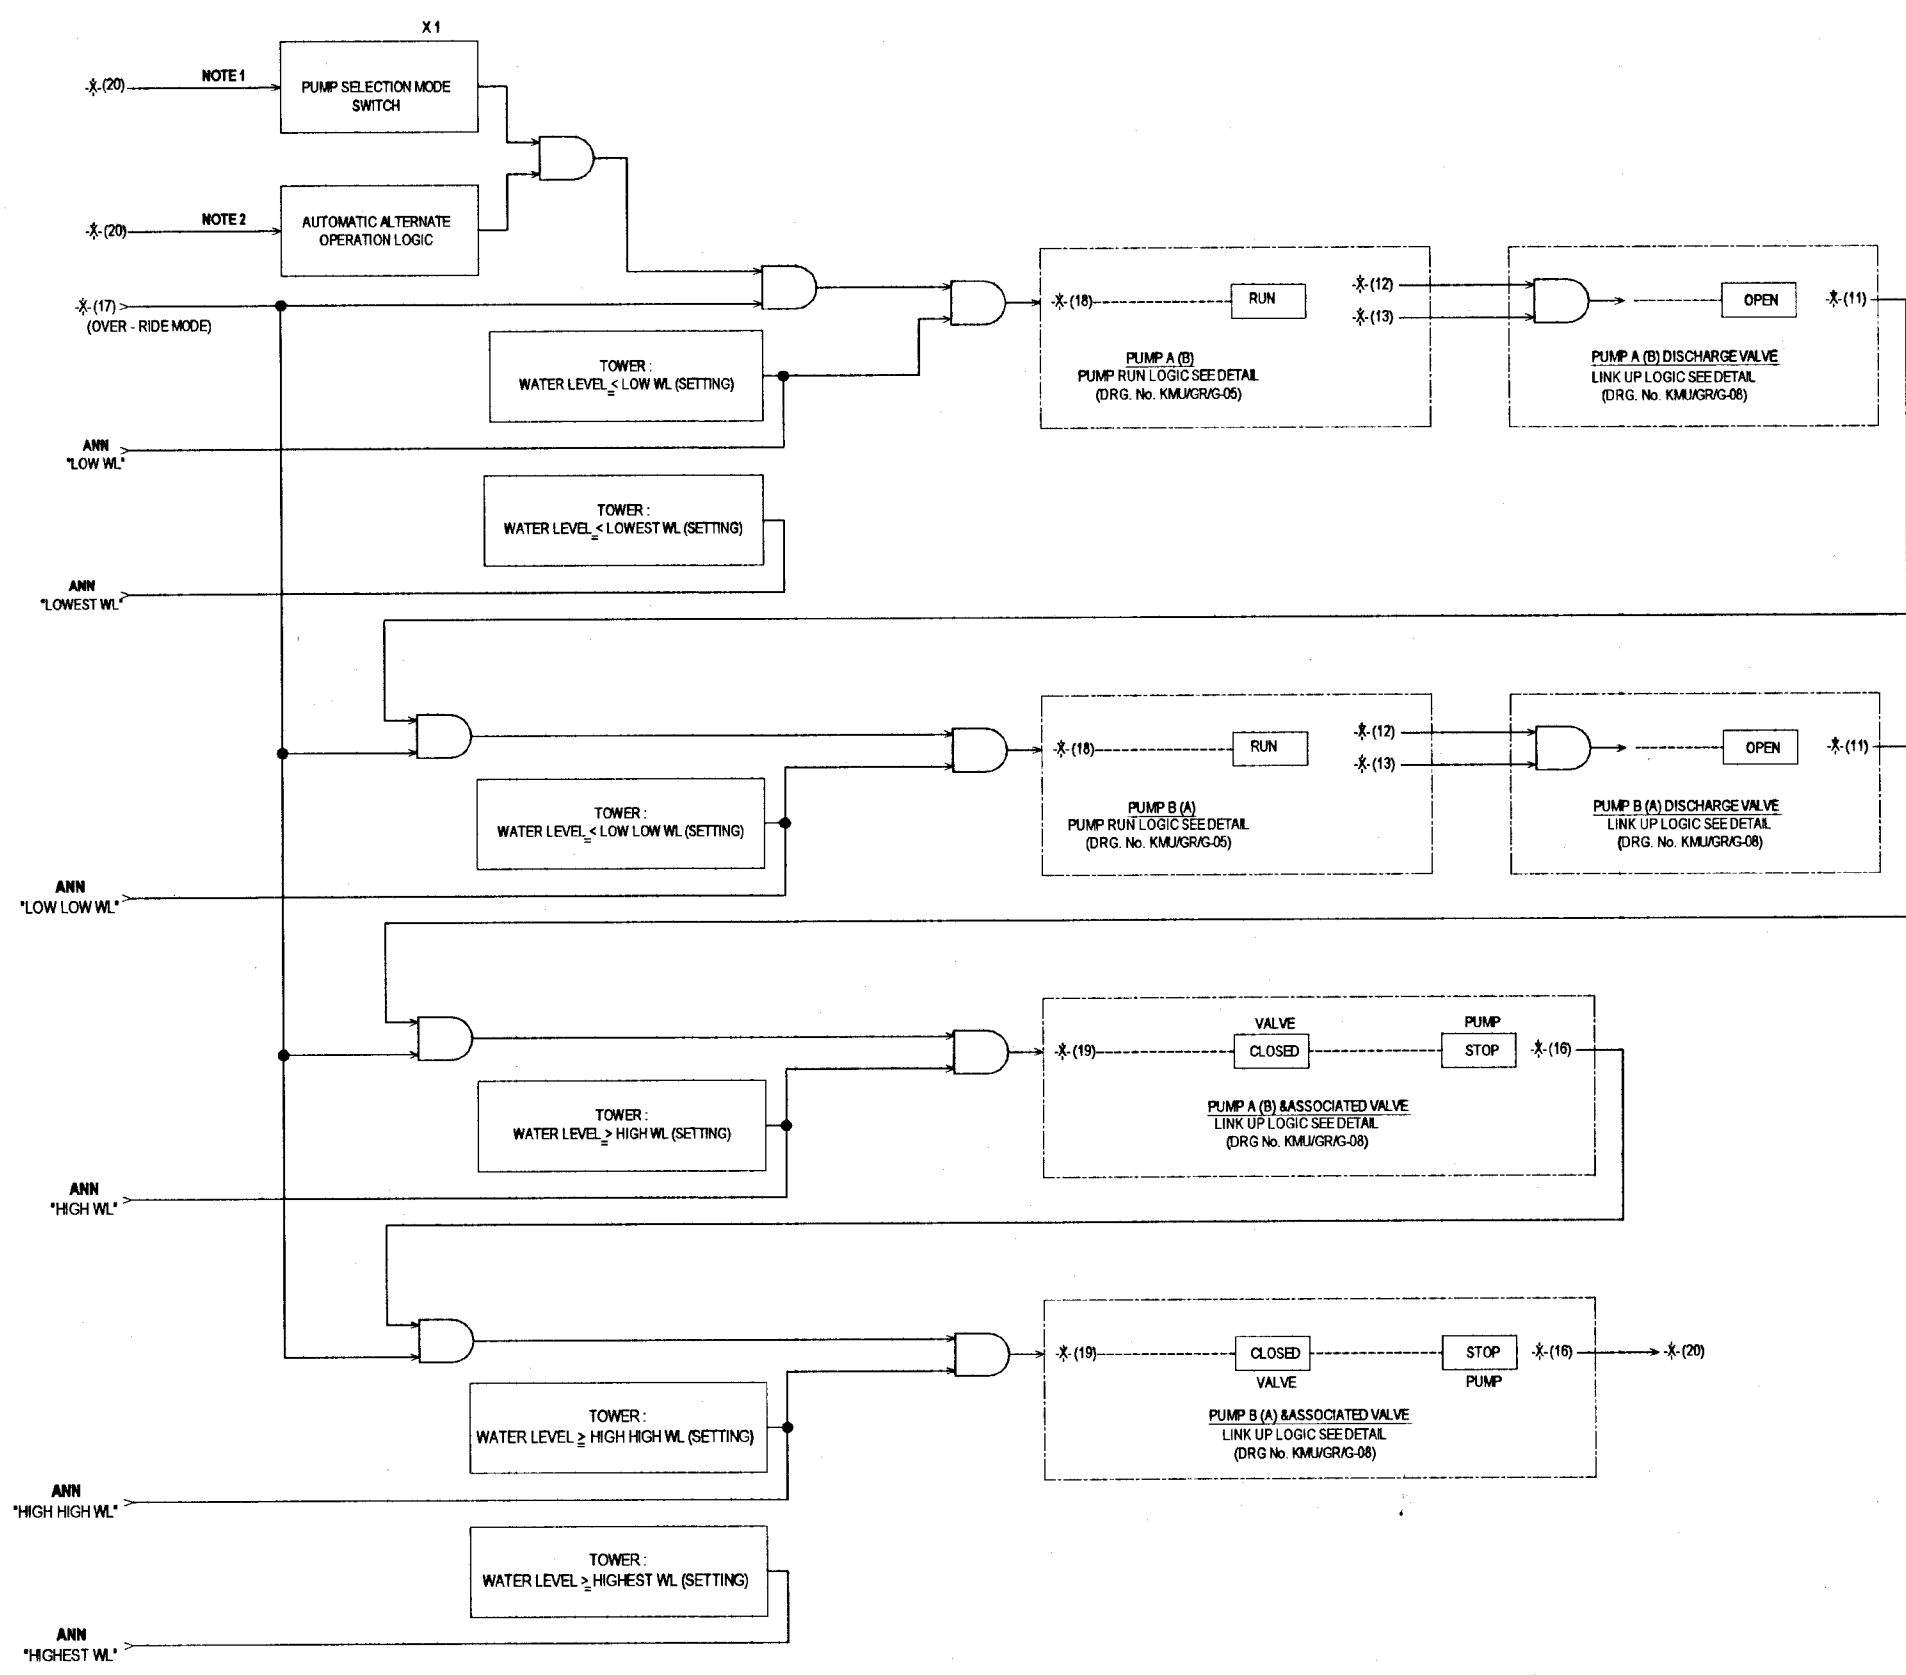 X 1
-X-(20)
NOTE 1
PUMP SELECTION MODE
SWITCH
-X-(20)
NOTE 2
AUTOMATIC ALTERNATE
OPERATION LOGIC
-X-(17)
(OVER - RIDE MODE)
TOWER :
WATER LEVEL ≤ LOW WL (SETTING)
ANN
"LOW WL"
-X-(18)
RUN
-X-(12)
-X-(13)
PUMP A (B)
PUMP RUN LOGIC SEE DETAIL
(DRG. No. KMU/GR/G-05)
OPEN
-X-(11)
PUMP A (B) DISCHARGE VALVE
LINK UP LOGIC SEE DETAIL
(DRG. No. KMU/GR/G-08)
TOWER :
WATER LEVEL ≤ LOWEST WL (SETTING)
ANN
"LOWEST WL"
-X-(18)
RUN
-X-(12)
-X-(13)
PUMP B (A)
PUMP RUN LOGIC SEE DETAIL
(DRG. No. KMU/GR/G-05)
OPEN
-X-(11)
PUMP B (A) DISCHARGE VALVE
LINK UP LOGIC SEE DETAIL
(DRG. No. KMU/GR/G-08)
TOWER :
WATER LEVEL ≤ LOW LOW WL (SETTING)
ANN
"LOW LOW WL"
VALVE
PUMP
-X-(19)
CLOSED
STOP
-X-(16)
PUMP A (B) &ASSOCIATED VALVE
LINK UP LOGIC SEE DETAIL
(DRG No. KMU/GR/G-08)
TOWER :
WATER LEVEL ≥ HIGH WL (SETTING)
ANN
"HIGH WL"
-X-(19)
CLOSED
STOP
-X-(16)
-X-(20)
VALVE
PUMP
PUMP B (A) &ASSOCIATED VALVE
LINK UP LOGIC SEE DETAIL
(DRG No. KMU/GR/G-08)
TOWER :
WATER LEVEL ≥ HIGH HIGH WL (SETTING)
ANN
"HIGH HIGH WL"
TOWER :
WATER LEVEL ≥ HIGHEST WL (SETTING)
ANN
"HIGHEST WL"